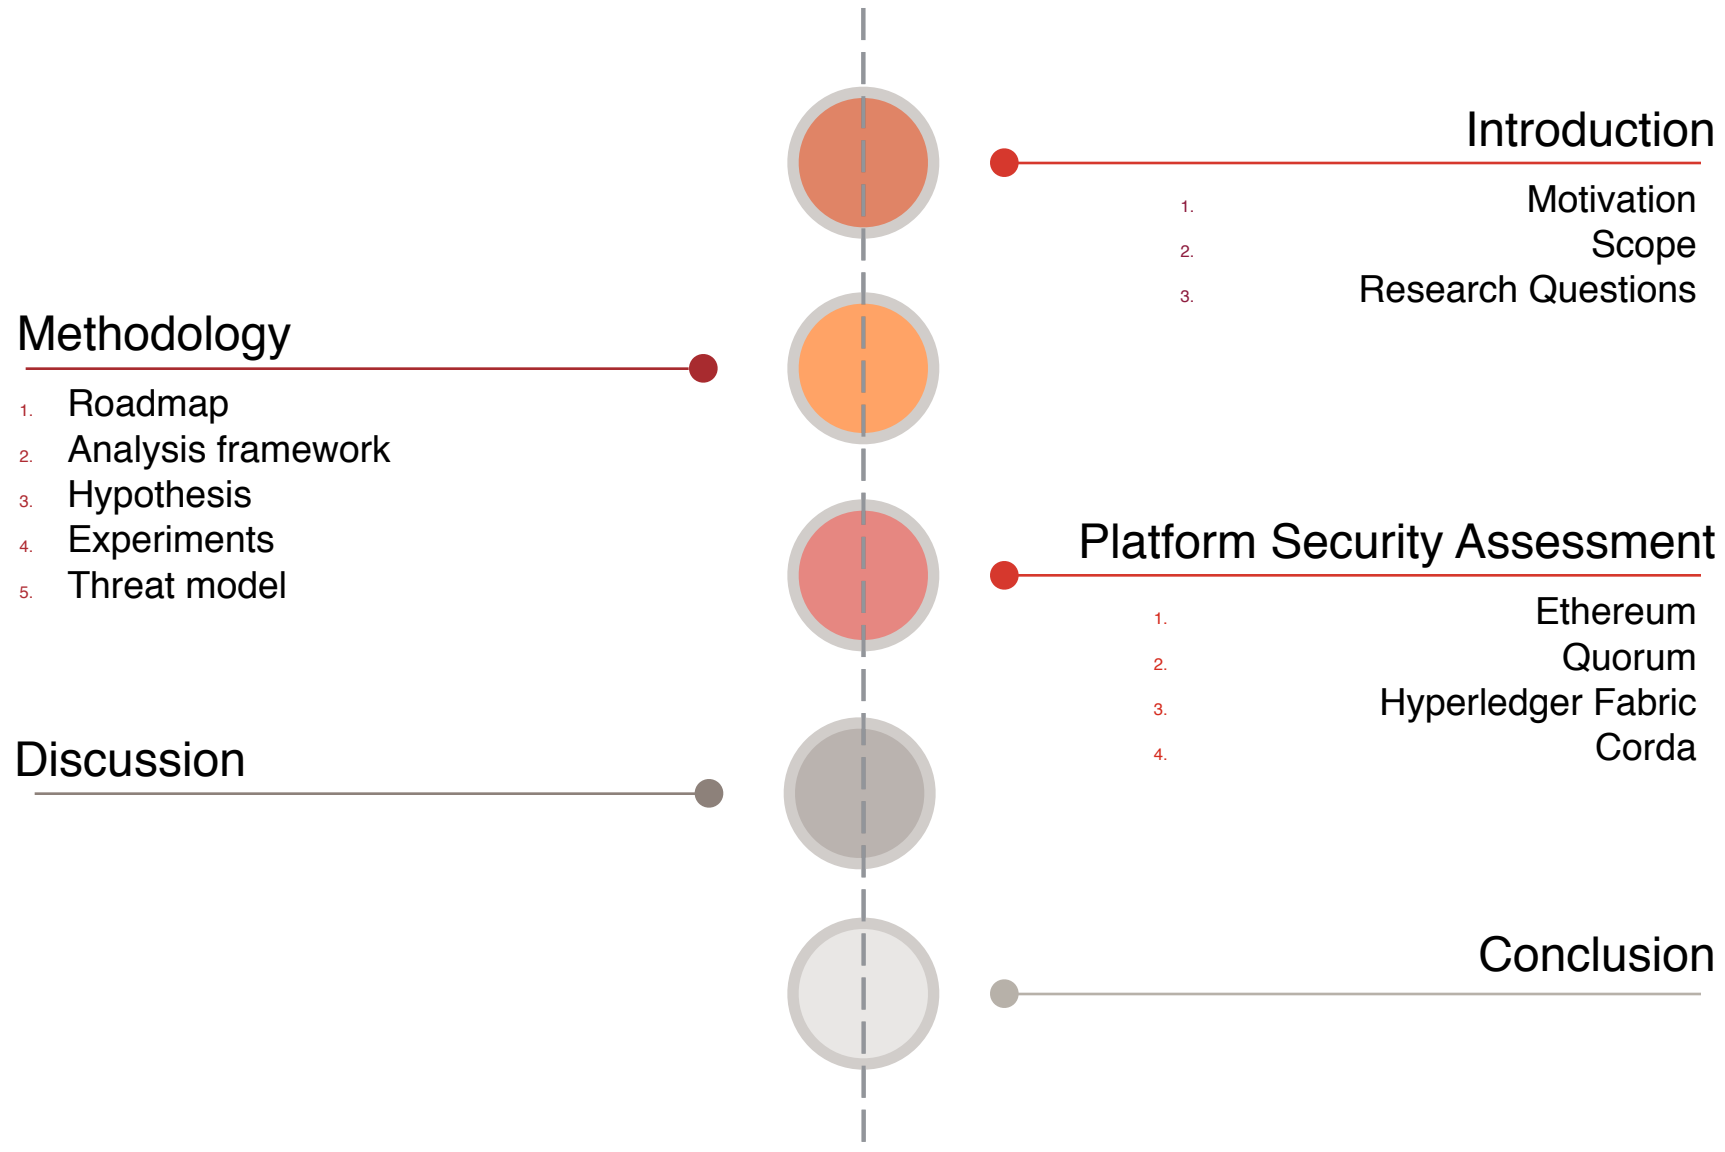 Introduction
1. Motivation
2. Scope
3. Research Questions
Methodology
1. Roadmap
2. Analysis framework
3. Hypothesis
4. Experiments
5. Threat model
Platform Security Assessment
1. Ethereum
2. Quorum
3. Hyperledger Fabric
4. Corda
Discussion
Conclusion